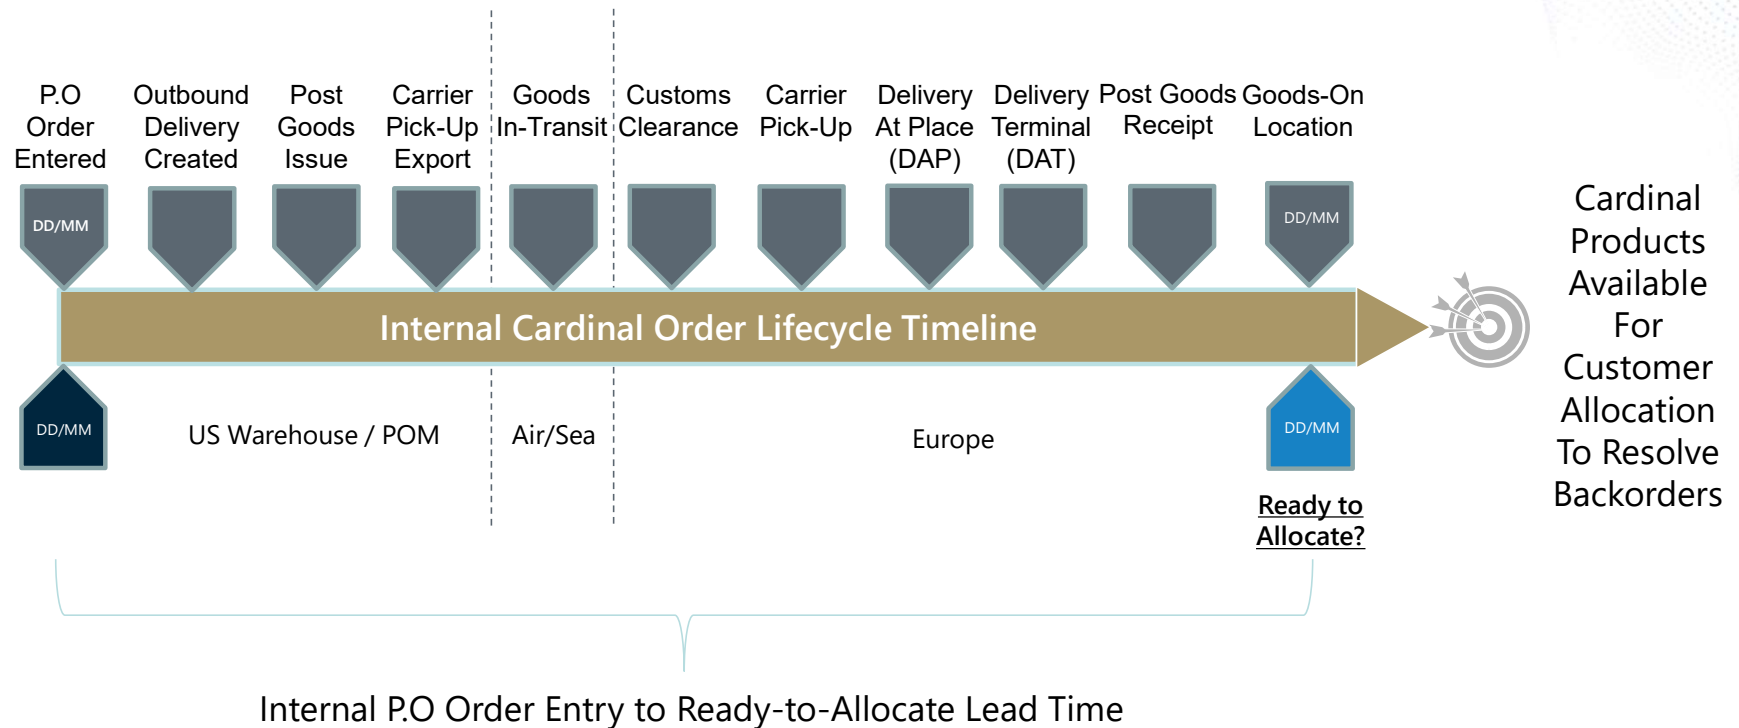 P.O
Order
Entered
Outbound
Delivery
Created
Post
Goods
Issue
Carrier
Pick-Up
Export
Goods
In-Transit
Customs
Clearance
Carrier
Pick-Up
Delivery
At Place
(DAP)
Delivery
Terminal
(DAT)
Post Goods
Receipt
Goods-On
Location
DD/MM
DD/MM
Internal Cardinal Order Lifecycle Timeline
DD/MM
US Warehouse / POM
Air/Sea
Europe
DD/MM
Ready to
Allocate?
Cardinal
Products
Available
For
Customer
Allocation
To Resolve
Backorders
Internal P.O Order Entry to Ready-to-Allocate Lead Time